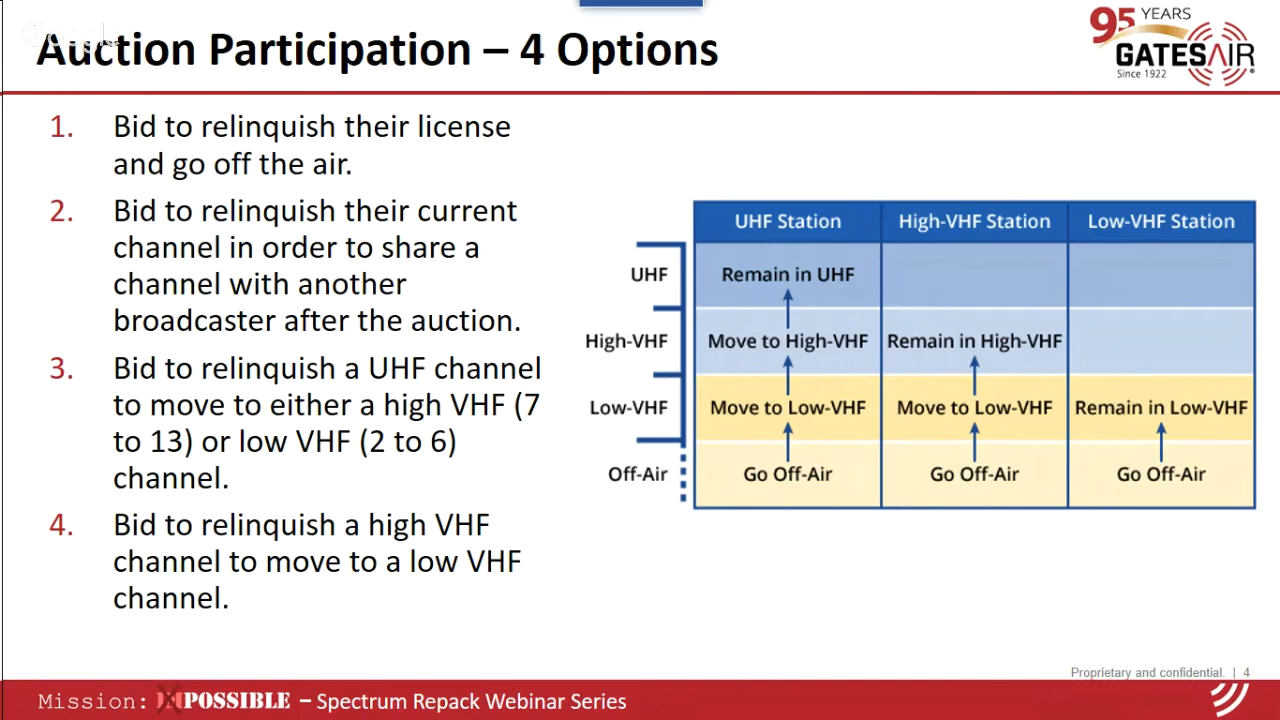 Auction Participation – 4 Options
95 YEARS
GATESAIR
Since 1922
1. Bid to relinquish their license
and go off the air.
2. Bid to relinquish their current
channel in order to share a
channel with another
broadcaster after the auction.
3. Bid to relinquish a UHF channel
to move to either a high VHF (7
to 13) or low VHF (2 to 6)
channel.
4. Bid to relinquish a high VHF
channel to move to a low VHF
channel.
UHF Station High-VHF Station Low-VHF Station
UHF Remain in UHF
High-VHF Move to High-VHF Remain in High-VHF
Low-VHF Move to Low-VHF Move to Low-VHF Remain in Low-VHF
Off-Air Go Off-Air Go Off-Air Go Off-Air
Proprietary and confidential. | 4
Mission: IMPOSSIBLE – Spectrum Repack Webinar Series